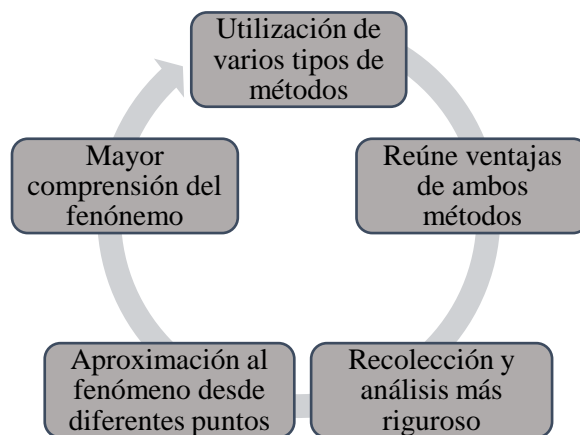 Utilización de
varios tipos de
métodos
Reúne ventajas
de ambos
métodos
Recolección y
análisis más
riguroso
Aproximación al
fenómeno desde
diferentes puntos
Mayor
comprensión del
fenónemo